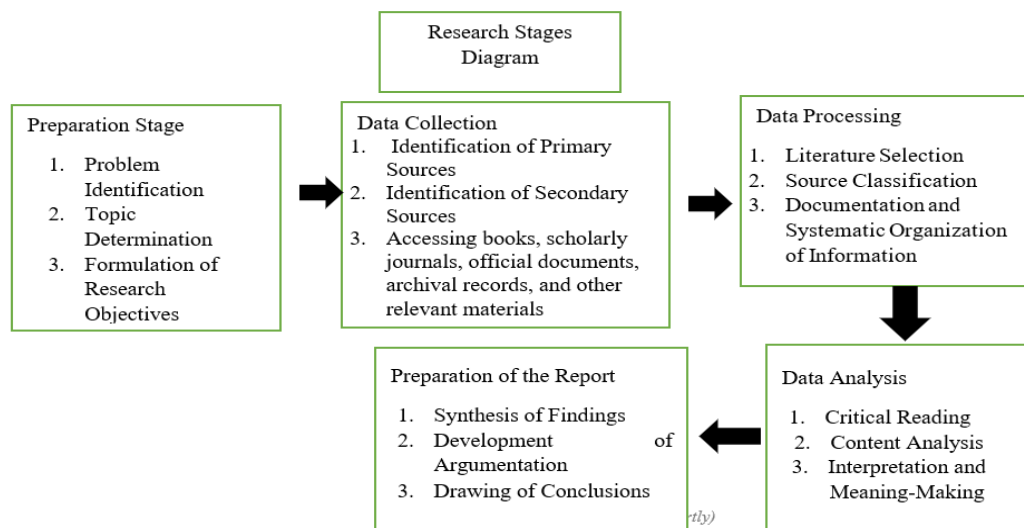 Research Stages
Diagram
Preparation Stage
1. Problem
Identification
2. Topic
Determination
3. Formulation of
Research
Objectives
Data Collection
1. Identification of Primary
Sources
2. Identification of Secondary
Sources
3. Accessing books, scholarly
journals, official documents,
archival records, and other
relevant materials
Data Processing
1. Literature Selection
2. Source Classification
3. Documentation and
Systematic Organization
of Information
Data Analysis
1. Critical Reading
2. Content Analysis
3. Interpretation and
Meaning-Making
Preparation of the Report
1. Synthesis of Findings
2. Development of
Argumentation
3. Drawing of Conclusions